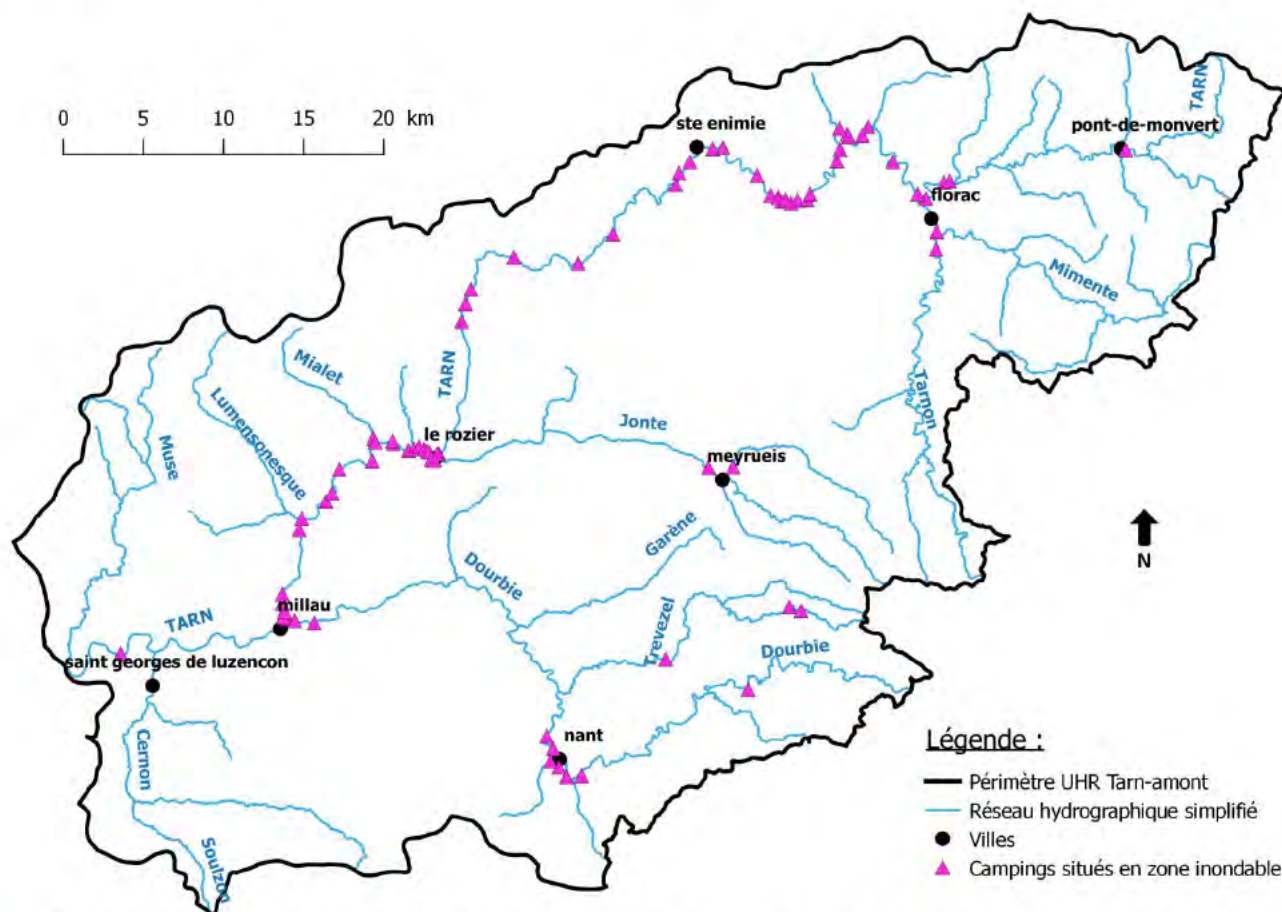 0 5 10 15 20 km
ste enimie
pont-de-monvert
TARN
florac
Mimente
Mialet
TARN
Lumensonesque
Muse
le rozier
Jonte
Tarnon
meyrueis
Garène
N
Dourbie
millau
TARN
saint georges de luzencon
Trevezel
Dourbie
nant
Cernon
Soulzon
Légende :
Périmètre UHR Tarn-amont
Réseau hydrographique simplifié
Villes
Campings situés en zone inondable